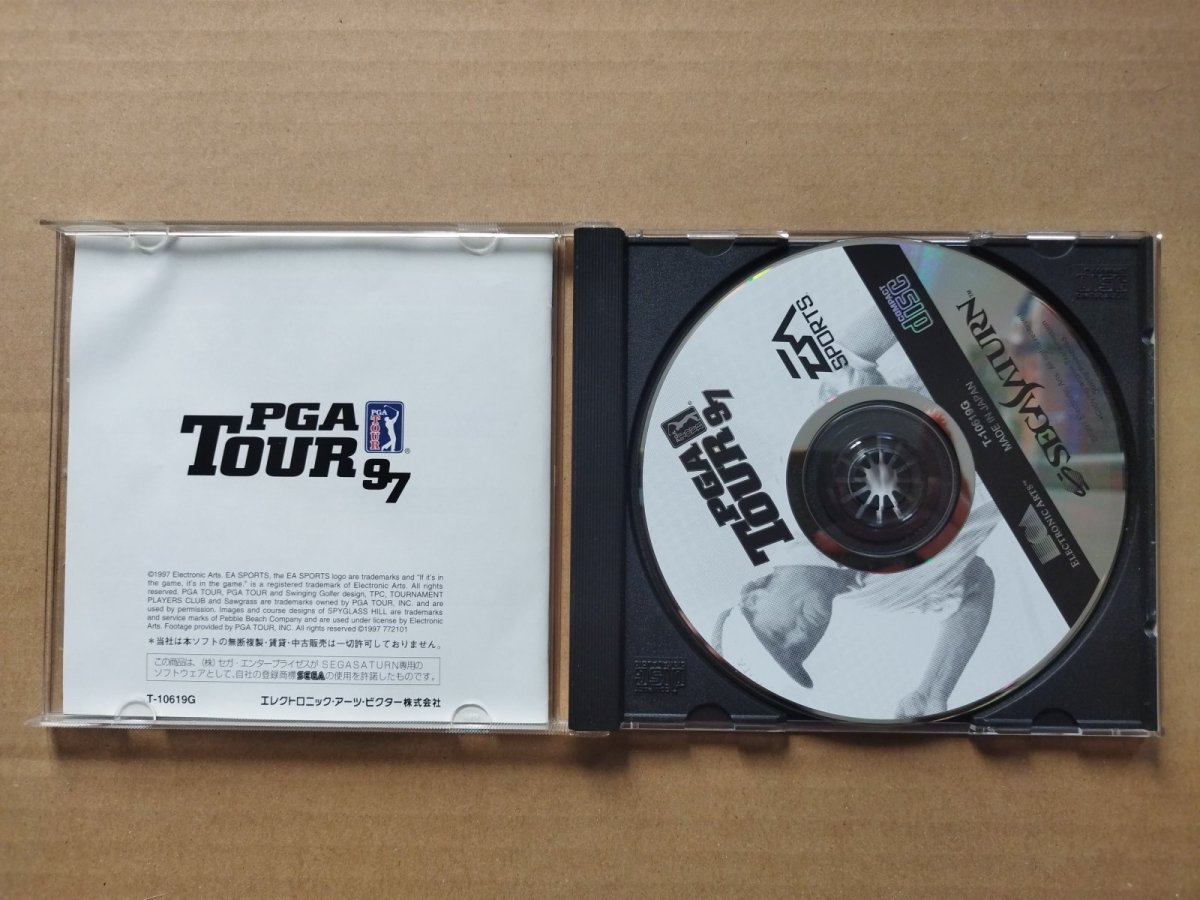 PGA
TOUR 97
PGA
TOUR
®
©1997 Electronic Arts. EA SPORTS, the EA SPORTS logo are trademarks and "If it's in
the game, it's in the game." is a registered trademark of Electronic Arts. All rights
reserved. PGA TOUR, PGA TOUR and Swinging Golfer design, TPC, TOURNAMENT
PLAYERS CLUB and Sawgrass are trademarks owned by PGA TOUR, INC. and are
used by permission. Images and course designs of SPYGLASS HILL are trademarks
and service marks of Pebble Beach Company and are used under license by Electronic
Arts. Footage provided by PGA TOUR, INC. All rights reserved ©1997 772101
＊当社は本ソフトの無断複製・賃貸・中古販売は一切許可しておりません。
この商品は、(株)セガ・エンタープライゼスがSEGASATURN専用の
ソフトウェアとして、自社の登録商標SEGAの使用を許諾したものです。
T-10619G
エレクトロニック・アーツ・ビクター株式会社
EA
SPORTS™
PGA
TOUR 97
COMPACT
disc
SEGA SATURN™
T-10619G
MADE IN JAPAN
ELECTRONIC ARTS™